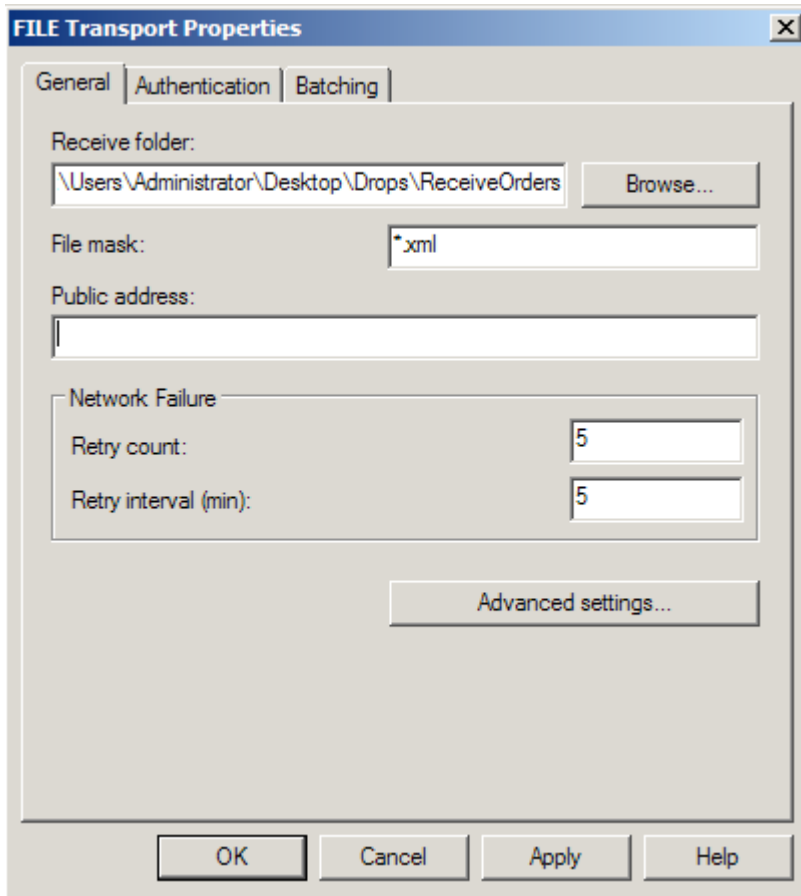 FILE Transport Properties
General Authentication Batching
Receive folder:
\Users\Administrator\Desktop\Drops\ReceiveOrders Browse...
File mask: *.xml
Public address:
Network Failure
Retry count: 5
Retry interval (min): 5
Advanced settings...
OK Cancel Apply Help